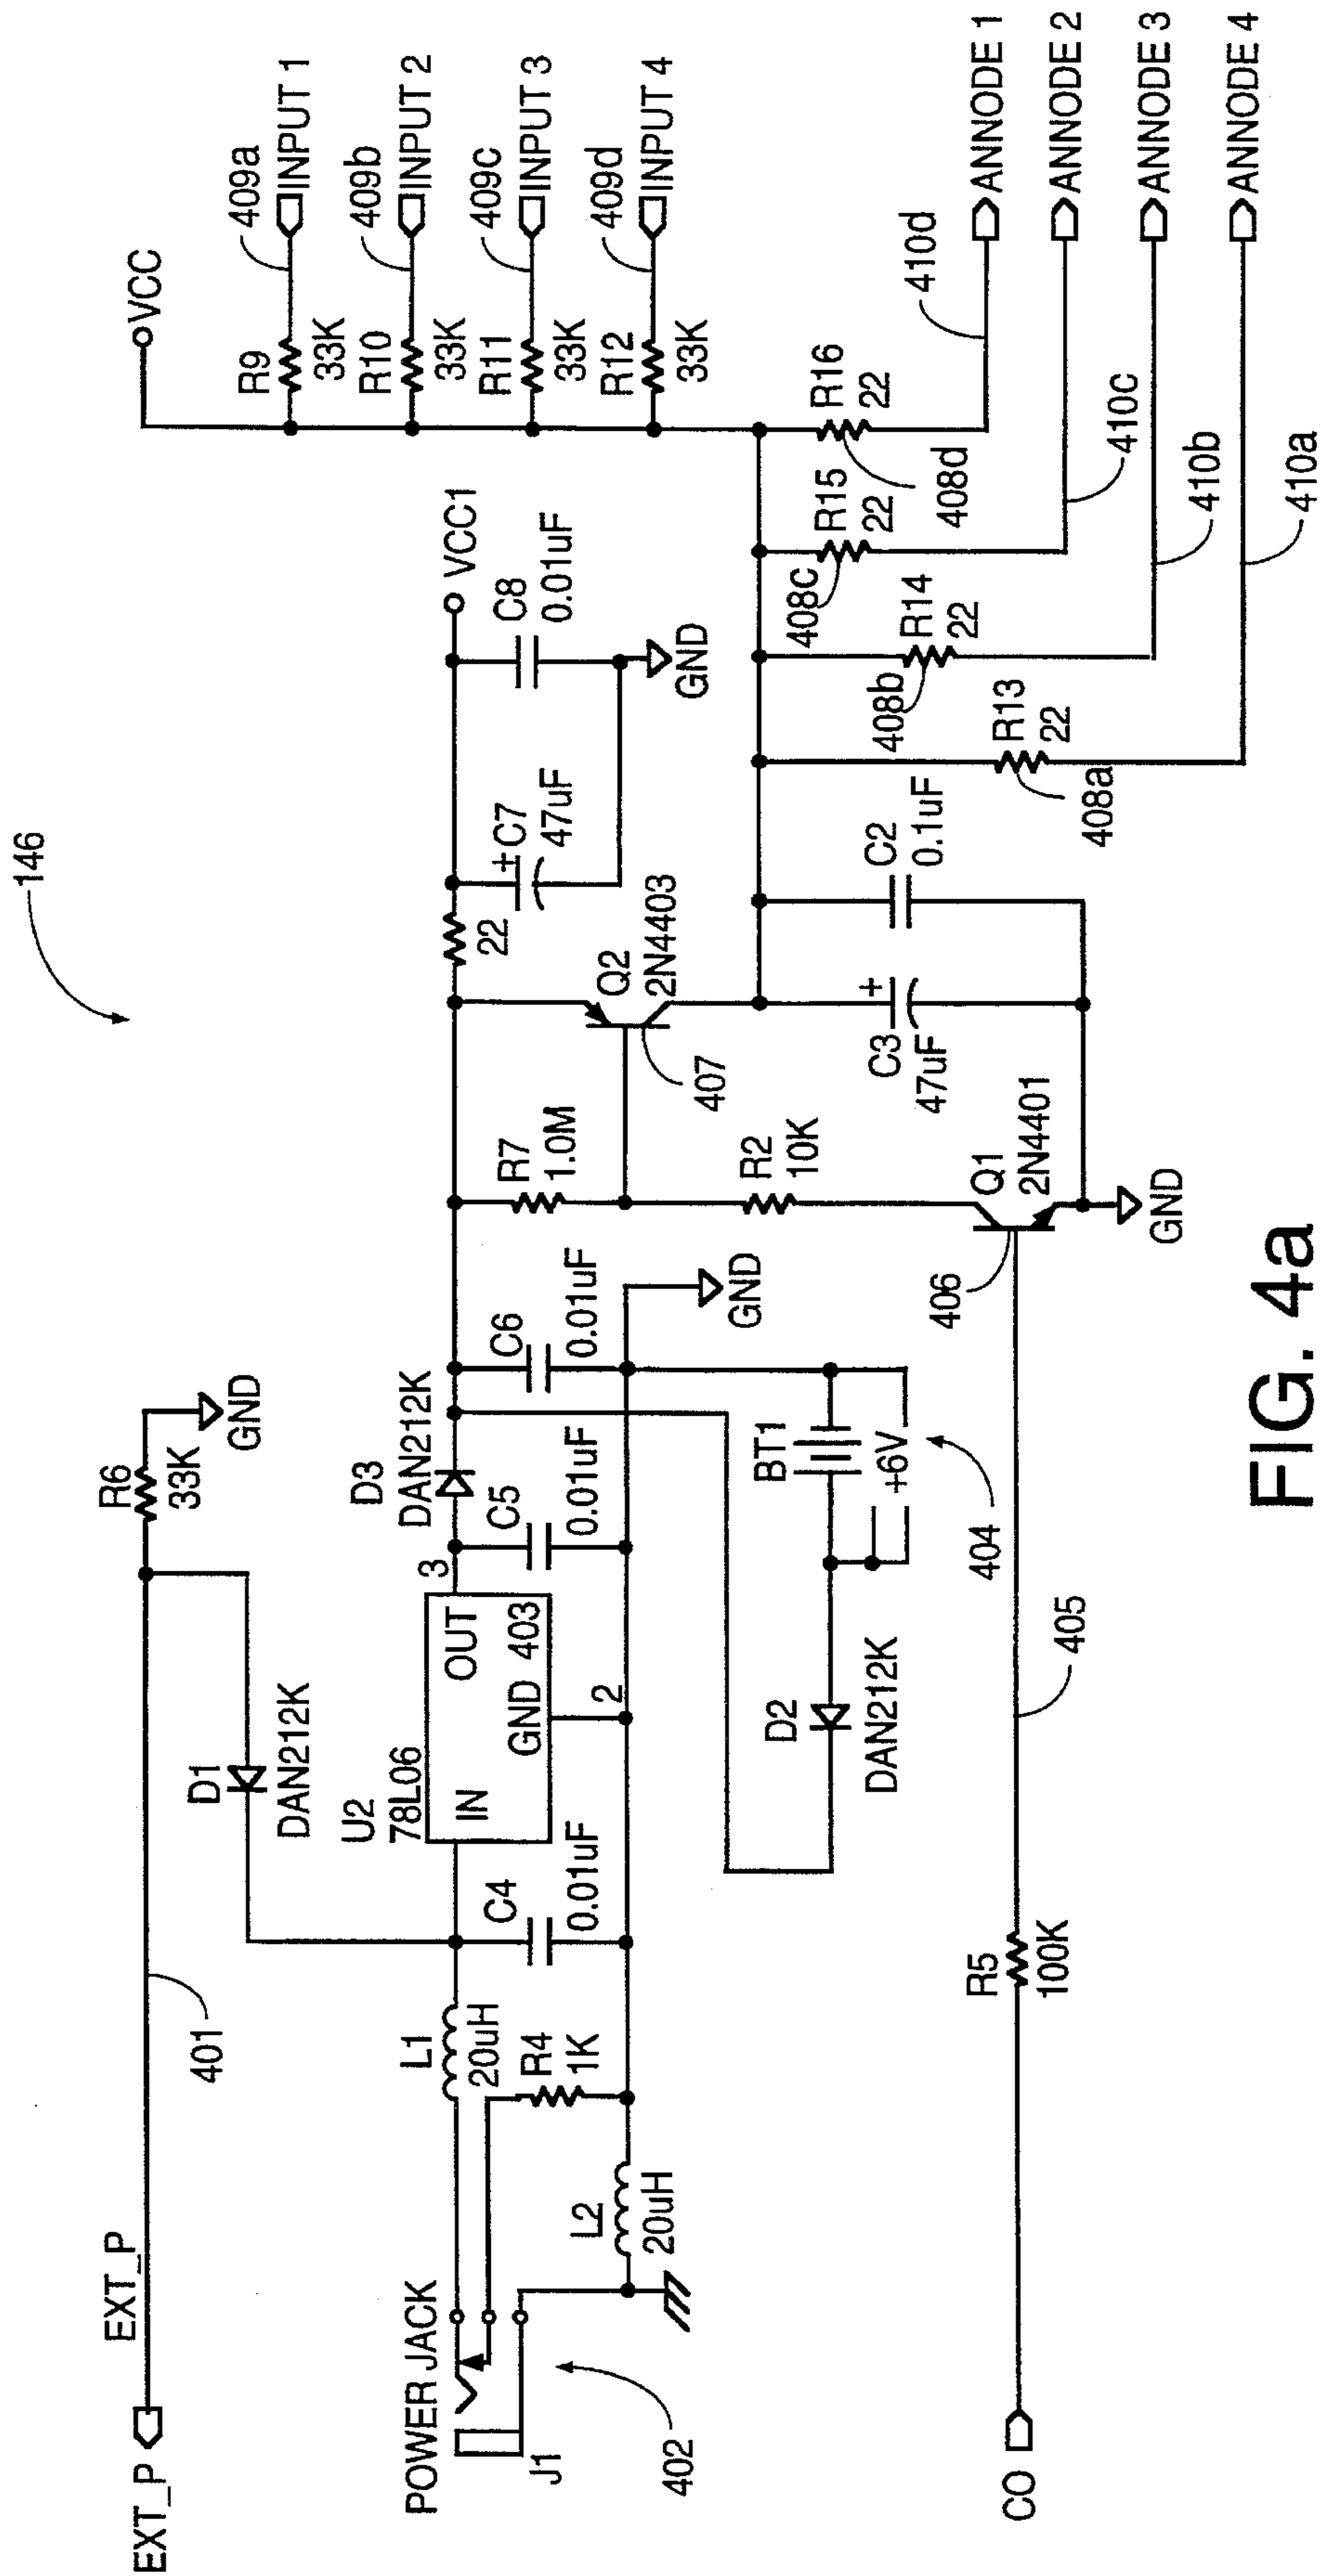 146
EXT_P
EXT_P
401
R6
33K
GND
D1
DAN212K
POWER JACK
J1
402
L1
20uH
R4
1K
L2
20uH
C4
0.01uF
U2
78L06
IN
OUT
GND 403
2
3
C5
0.01uF
D3
DAN212K
C6
0.01uF
GND
BT1
+6V
404
D2
DAN212K
R7
1.0M
R2
10K
Q2
2N4403
407
22
C7
+
47uF
C8
0.01uF
GND
VCC1
CO
R5
100K
405
406
Q1
2N4401
GND
C3
+
47uF
C2
0.1uF
VCC
R9
33K
409a
INPUT 1
R10
33K
409b
INPUT 2
R11
33K
409c
INPUT 3
R12
33K
409d
INPUT 4
R16
22
408d
410d
ANNODE 1
R15
22
408c
410c
ANNODE 2
R14
22
408b
410b
ANNODE 3
R13
22
408a
410a
ANNODE 4
FIG. 4a